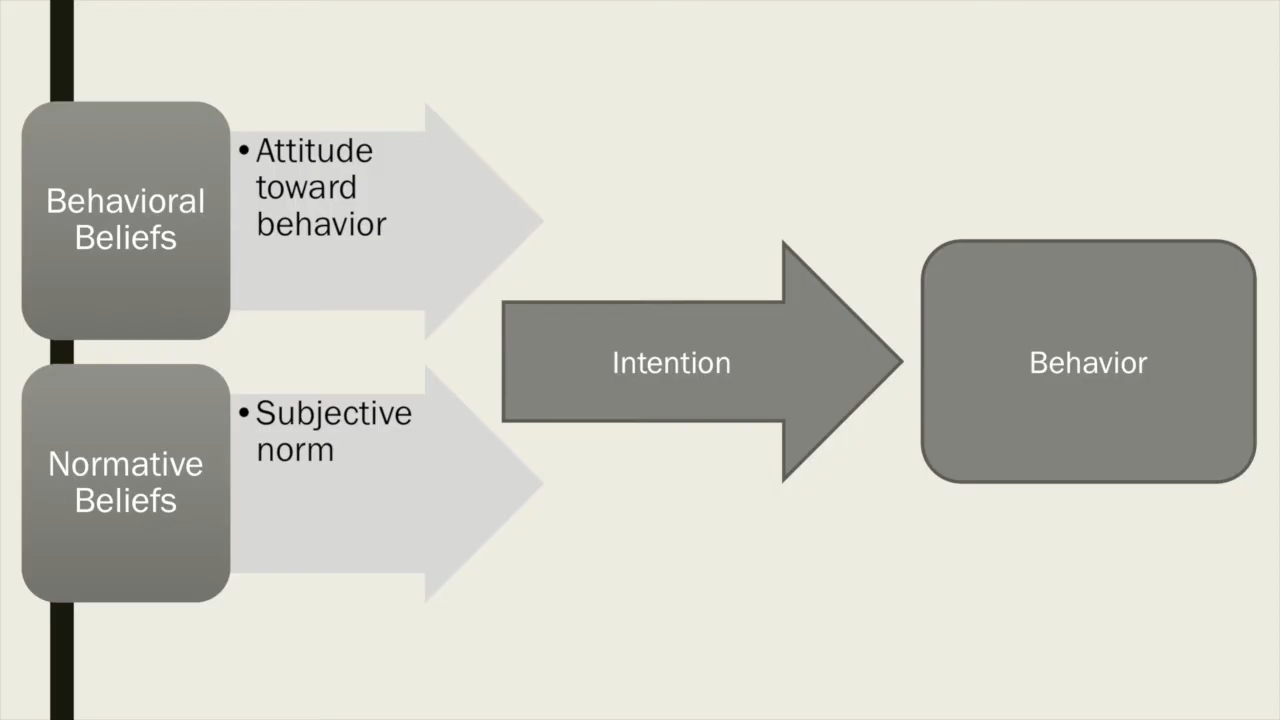 Behavioral
Beliefs
• Attitude
toward
behavior
Normative
Beliefs
• Subjective
norm
Intention
Behavior